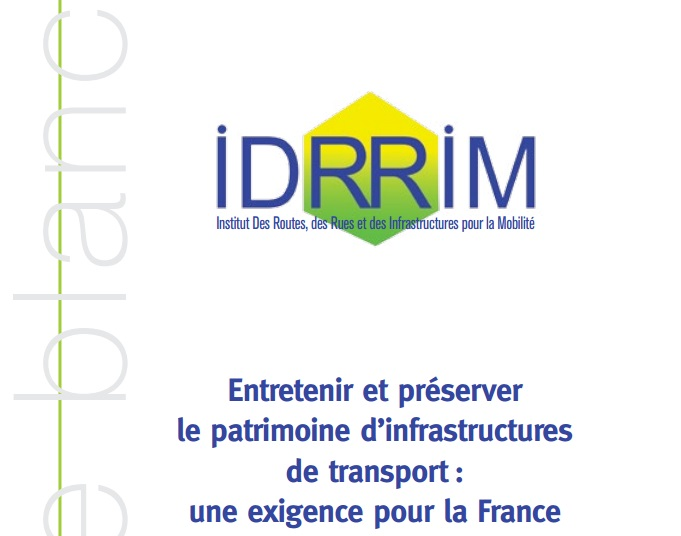 e blanc
iDRRiM
Institut Des Routes, des Rues et des Infrastructures pour la Mobilité
Entretenir et préserver
le patrimoine d'infrastructures
de transport :
une exigence pour la France